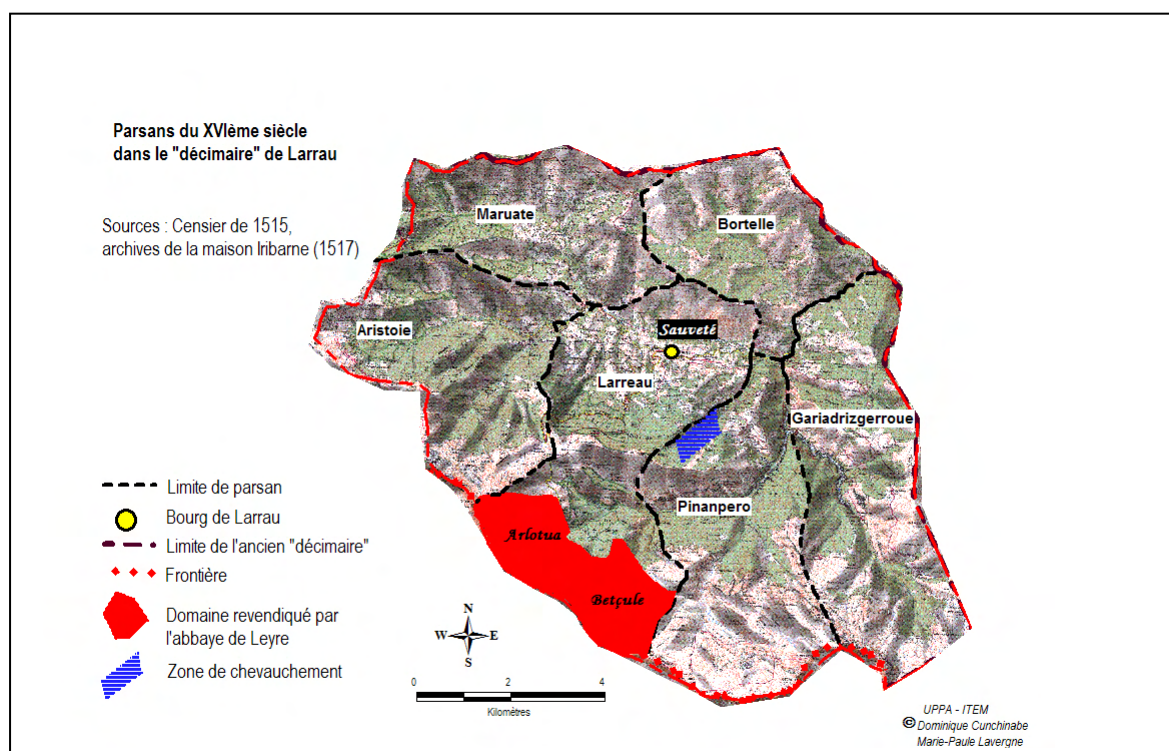 Parsans du XVIème siècle
dans le "décimaire" de Larrau
Sources : Censier de 1515,
archives de la maison Iribarne (1517)
Maruate
Bortelle
Aristoie
Sauveté
Larreau
Gariadrizgerroue
Pinanpero
Arlotua
Betçule
Limite de parsan
Bourg de Larrau
Limite de l'ancien "décimaire"
Frontière
Domaine revendiqué par
l'abbaye de Leyre
Zone de chevauchement
N
W E
S
0 2 4
Kilomètres
UPPA - ITEM
© Dominique Cunchinabe
Marie-Paule Lavergne